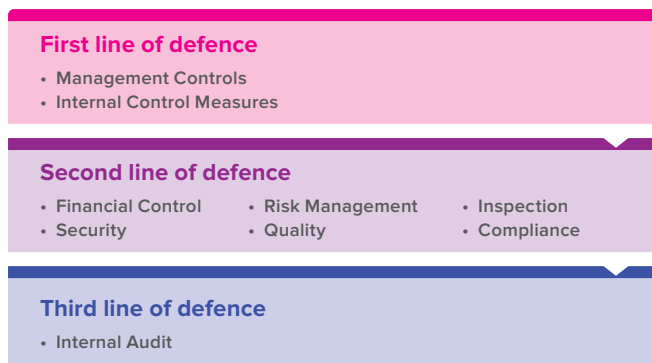 First line of defence
• Management Controls
• Internal Control Measures
Second line of defence
• Financial Control • Risk Management • Inspection
• Security • Quality • Compliance
Third line of defence
• Internal Audit